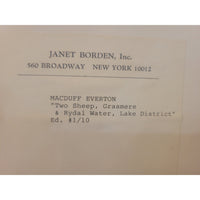 JANET BORDEN, Inc.
560 BROADWAY NEW YORK 10012
MACDUFF EVERTON
"Two Sheep, Grasmere
& Rydal Water, Lake District"
Ed. #1/10